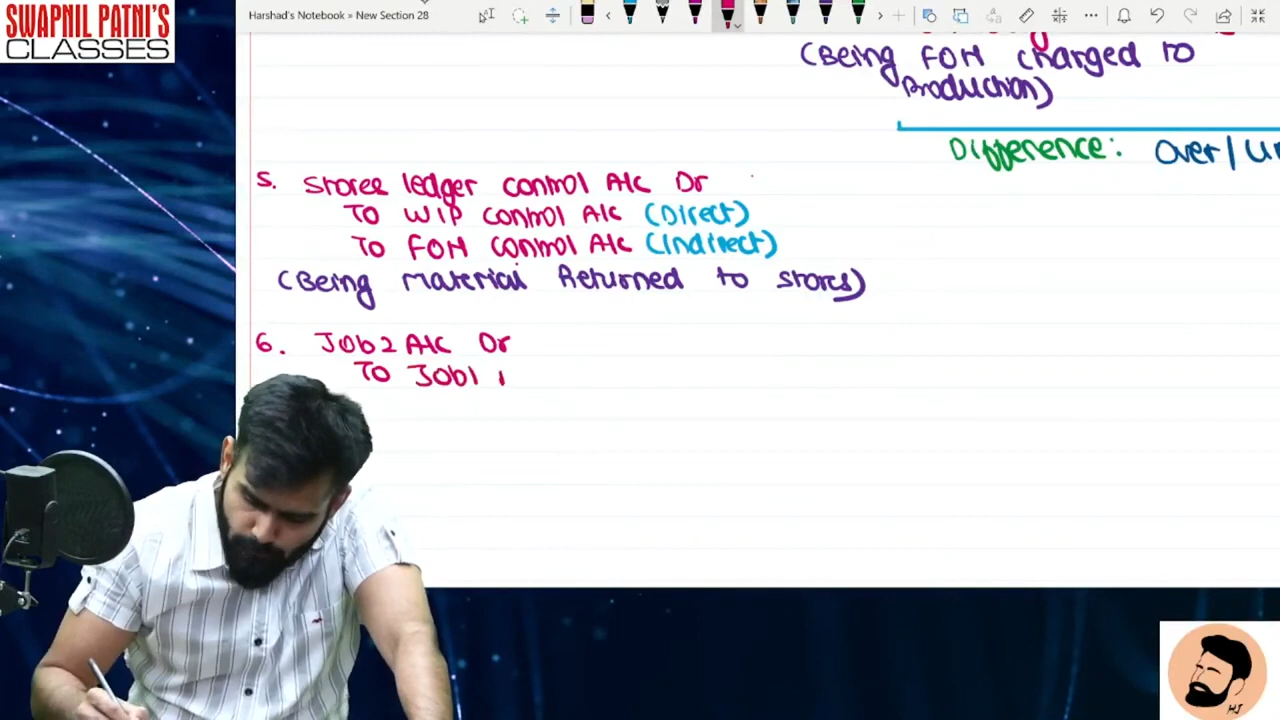 SWAPNIL PATNI'S
CLASSES
Harshad's Notebook » New Section 28
(Being FOH charged to
Production)
Difference: Over/
5. Stores ledger control A/c Dr
To WIP control A/c (Direct)
To FOH control A/c (Indirect)
(Being Material Returned to stores)
6. Job2 A/c Dr
To Job1
HJ